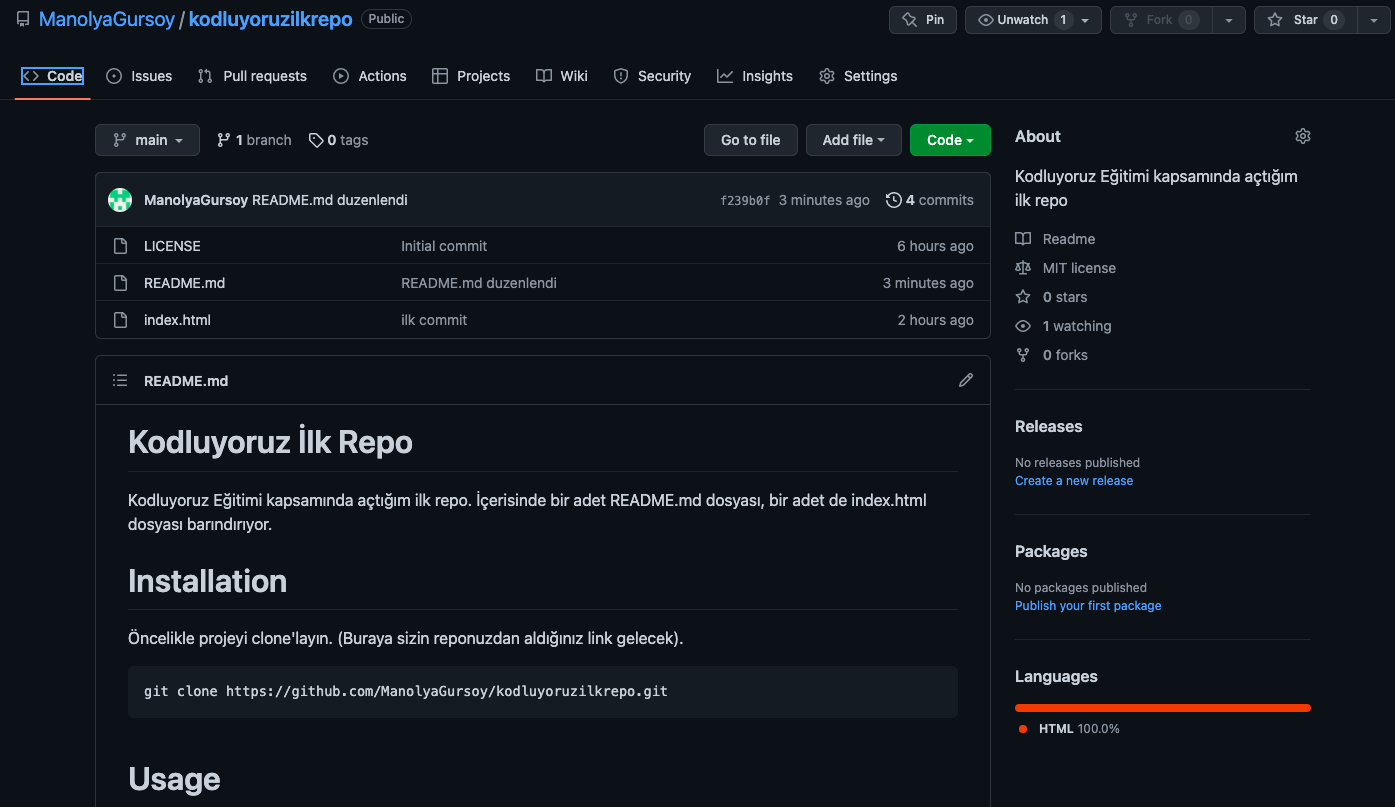 ManolyaGursoy / kodluyoruzilkrepo Public
Pin Unwatch 1 Fork 0 Star 0
Code Issues Pull requests Actions Projects Wiki Security Insights Settings
main 1 branch 0 tags Go to file Add file Code
ManolyaGursoy README.md duzenlendi f239b0f 3 minutes ago 4 commits
LICENSE Initial commit 6 hours ago
README.md README.md duzenlendi 3 minutes ago
index.html ilk commit 2 hours ago
README.md
Kodluyoruz İlk Repo
Kodluyoruz Eğitimi kapsamında açtığım ilk repo. İçerisinde bir adet README.md dosyası, bir adet de index.html
dosyası barındırıyor.
Installation
Öncelikle projeyi clone'layın. (Buraya sizin reponuzdan aldığınız link gelecek).
git clone https://github.com/ManolyaGursoy/kodluyoruzilkrepo.git
Usage
About
Kodluyoruz Eğitimi kapsamında açtığım
ilk repo
Readme
MIT license
0 stars
1 watching
0 forks
Releases
No releases published
Create a new release
Packages
No packages published
Publish your first package
Languages
HTML 100.0%